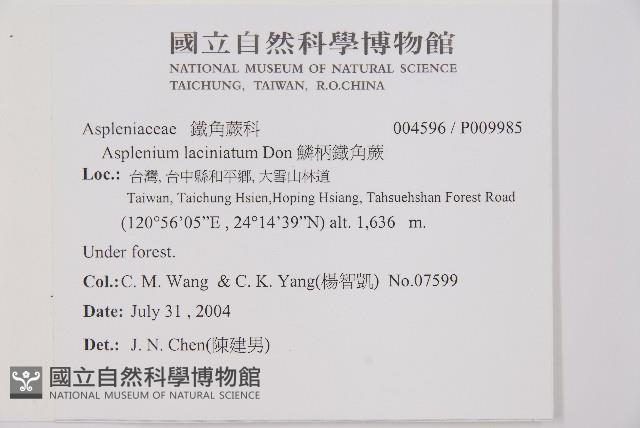 國立自然科學博物館
NATIONAL MUSEUM OF NATURAL SCIENCE
TAICHUNG, TAIWAN, R.O.CHINA
Aspleniaceae 鐵角蕨科 004596 / P009985
Asplenium laciniatum Don 鱗柄鐵角蕨
Loc.: 台灣, 台中縣和平鄉, 大雪山林道
Taiwan, Taichung Hsien,Hoping Hsiang, Tahsuehshan Forest Road
(120°56’05”E , 24°14’39”N) alt. 1,636 m.
Under forest.
Col.: C. M. Wang & C. K. Yang(楊智凱) No.07599
Date: July 31 , 2004
Det.: J. N. Chen(陳建男)
國立自然科學博物館
NATIONAL MUSEUM OF NATURAL SCIENCE